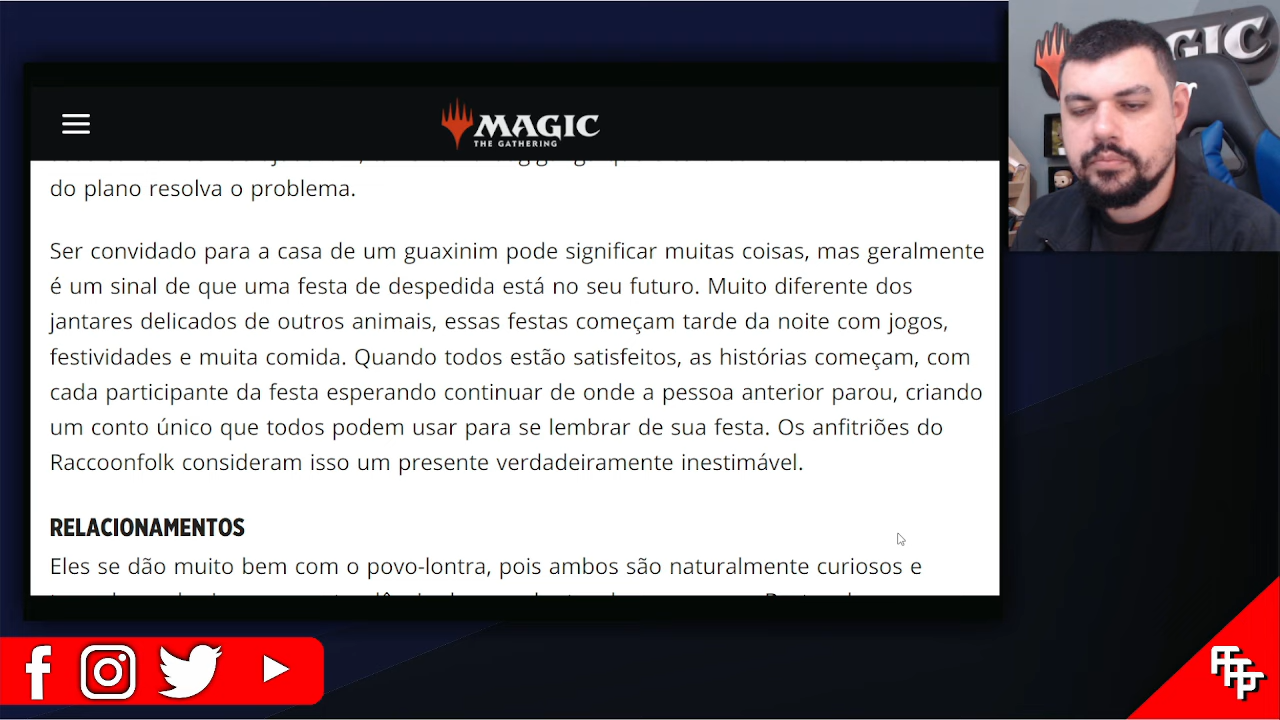 MAGIC
THE GATHERING
do plano resolva o problema.
Ser convidado para a casa de um guaxinim pode significar muitas coisas, mas geralmente
é um sinal de que uma festa de despedida está no seu futuro. Muito diferente dos
jantares delicados de outros animais, essas festas começam tarde da noite com jogos,
festividades e muita comida. Quando todos estão satisfeitos, as histórias começam, com
cada participante da festa esperando continuar de onde a pessoa anterior parou, criando
um conto único que todos podem usar para se lembrar de sua festa. Os anfitriões do
Raccoonfolk consideram isso um presente verdadeiramente inestimável.
RELACIONAMENTOS
Eles se dão muito bem com o povo-lontra, pois ambos são naturalmente curiosos e
GIC